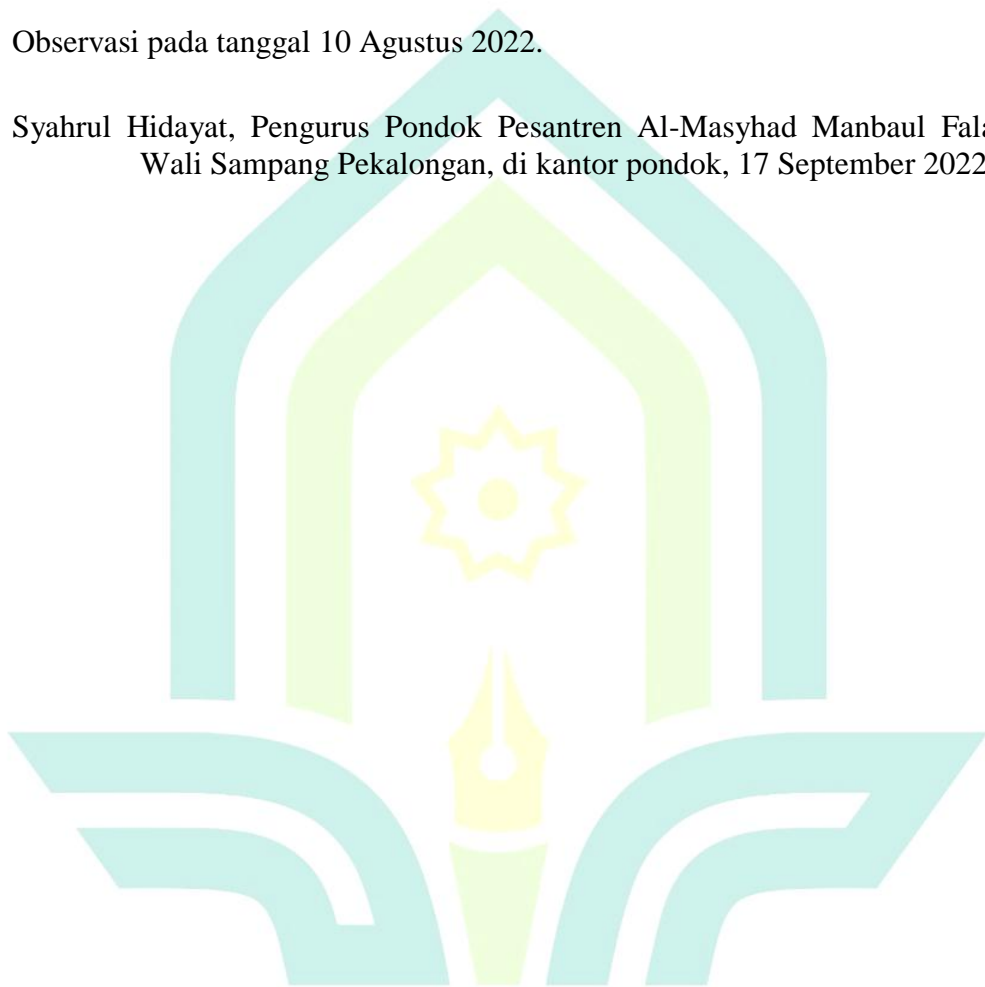 Observasi pada tanggal 10 Agustus 2022.
Syahrul Hidayat, Pengurus Pondok Pesantren Al-Masyhad Manbaul
Wali Sampang Pekalongan, di kantor pondok, 17 September 2022